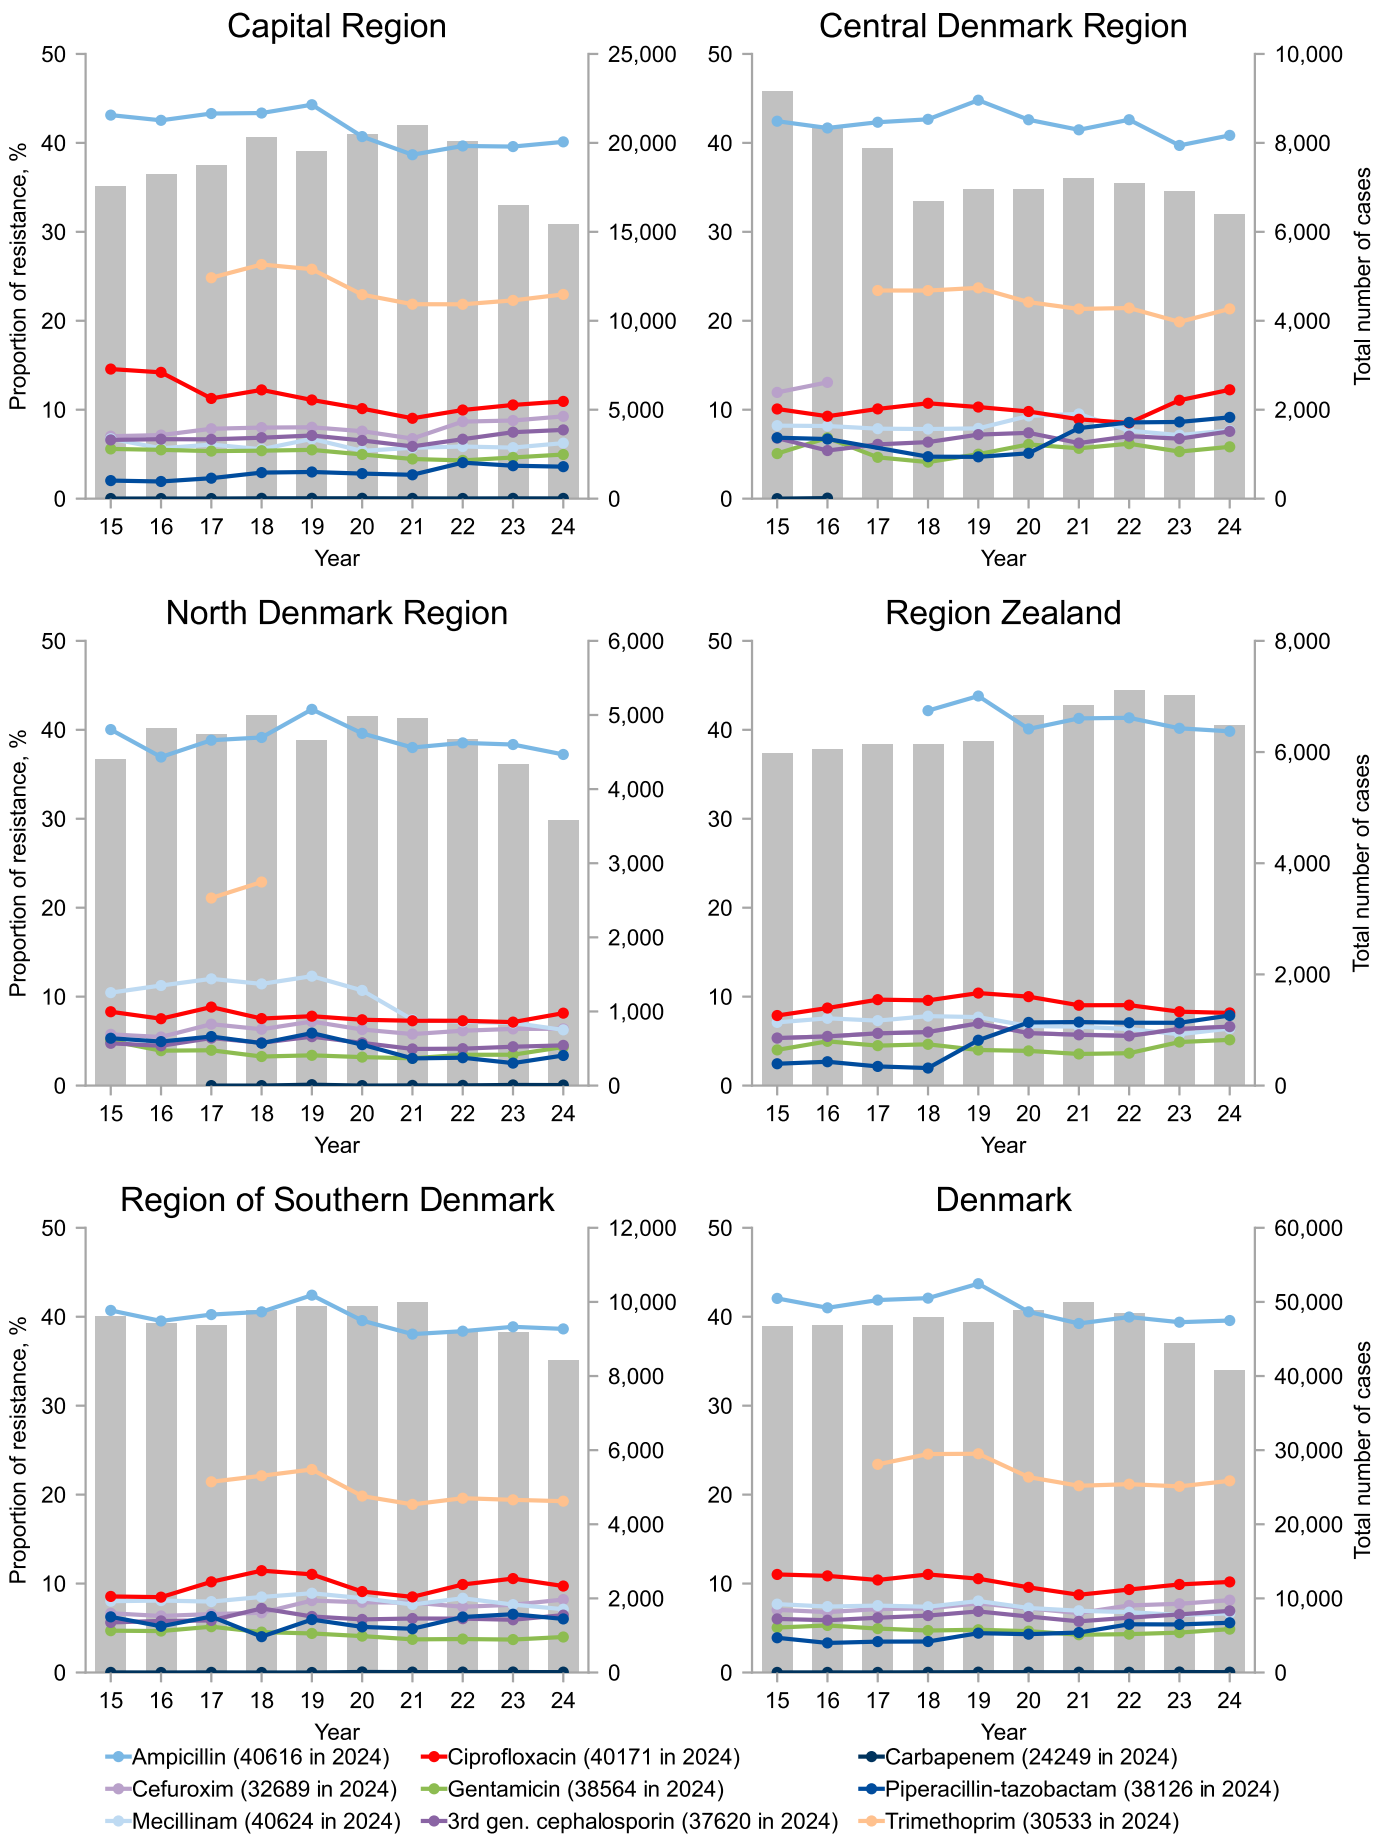 Capital Region
Central Denmark Region
50 25,000 50 10,000
40 20,000 40 8,000
30 15,000 30 6,000
20 10,000 20 4,000
10 5,000 10 2,000
0 0 0 0
Proportion of resistance, %
Total number of cases
15 16 17 18 19 20 21 22 23 24
15 16 17 18 19 20 21 22 23 24
Year
Year
North Denmark Region
Region Zealand
50 6,000 50 8,000
5,000
40 40
4,000 6,000
30 30
3,000 4,000
20 20
2,000
10 10 2,000
1,000
0 0 0 0
Proportion of resistance, %
Total number of cases
15 16 17 18 19 20 21 22 23 24
15 16 17 18 19 20 21 22 23 24
Year
Year
Region of Southern Denmark
Denmark
50 12,000 50 60,000
40 10,000 40 50,000
8,000 40,000
30 30
6,000 30,000
20 20
4,000 20,000
10 2,000 10 10,000
0 0 0 0
Proportion of resistance, %
Total number of cases
15 16 17 18 19 20 21 22 23 24
15 16 17 18 19 20 21 22 23 24
Year
Year
Ampicillin (40616 in 2024) Ciprofloxacin (40171 in 2024) Carbapenem (24249 in 2024)
Cefuroxim (32689 in 2024) Gentamicin (38564 in 2024) Piperacillin-tazobactam (38126 in 2024)
Mecillinam (40624 in 2024) 3rd gen. cephalosporin (37620 in 2024) Trimethoprim (30533 in 2024)